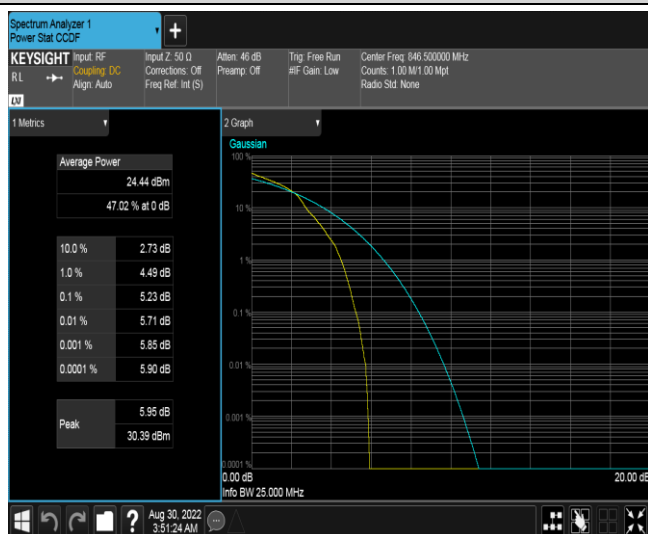 Spectrum Analyzer 1
Power Stat CCDF
+
KEYSIGHT
RL
LXI
Input: RF
Coupling: DC
Align: Auto
Input Z: 50 Ω
Corrections: Off
Freq Ref: Int (S)
Atten: 46 dB
Preamp: Off
Trig: Free Run
#IF Gain: Low
Center Freq: 846.500000 MHz
Counts: 1.00 M/1.00 Mpt
Radio Std: None
1 Metrics
Average Power
24.44 dBm
47.02 % at 0 dB
10.0 % 2.73 dB
1.0 % 4.49 dB
0.1 % 5.23 dB
0.01 % 5.71 dB
0.001 % 5.85 dB
0.0001 % 5.90 dB
Peak
5.95 dB
30.39 dBm
2 Graph
Gaussian
100 %
10 %
1 %
0.1 %
0.01 %
0.001 %
0.0001 %
0.00 dB 20.00 dB
Info BW 25.000 MHz
?
Aug 30, 2022
3:51:24 AM